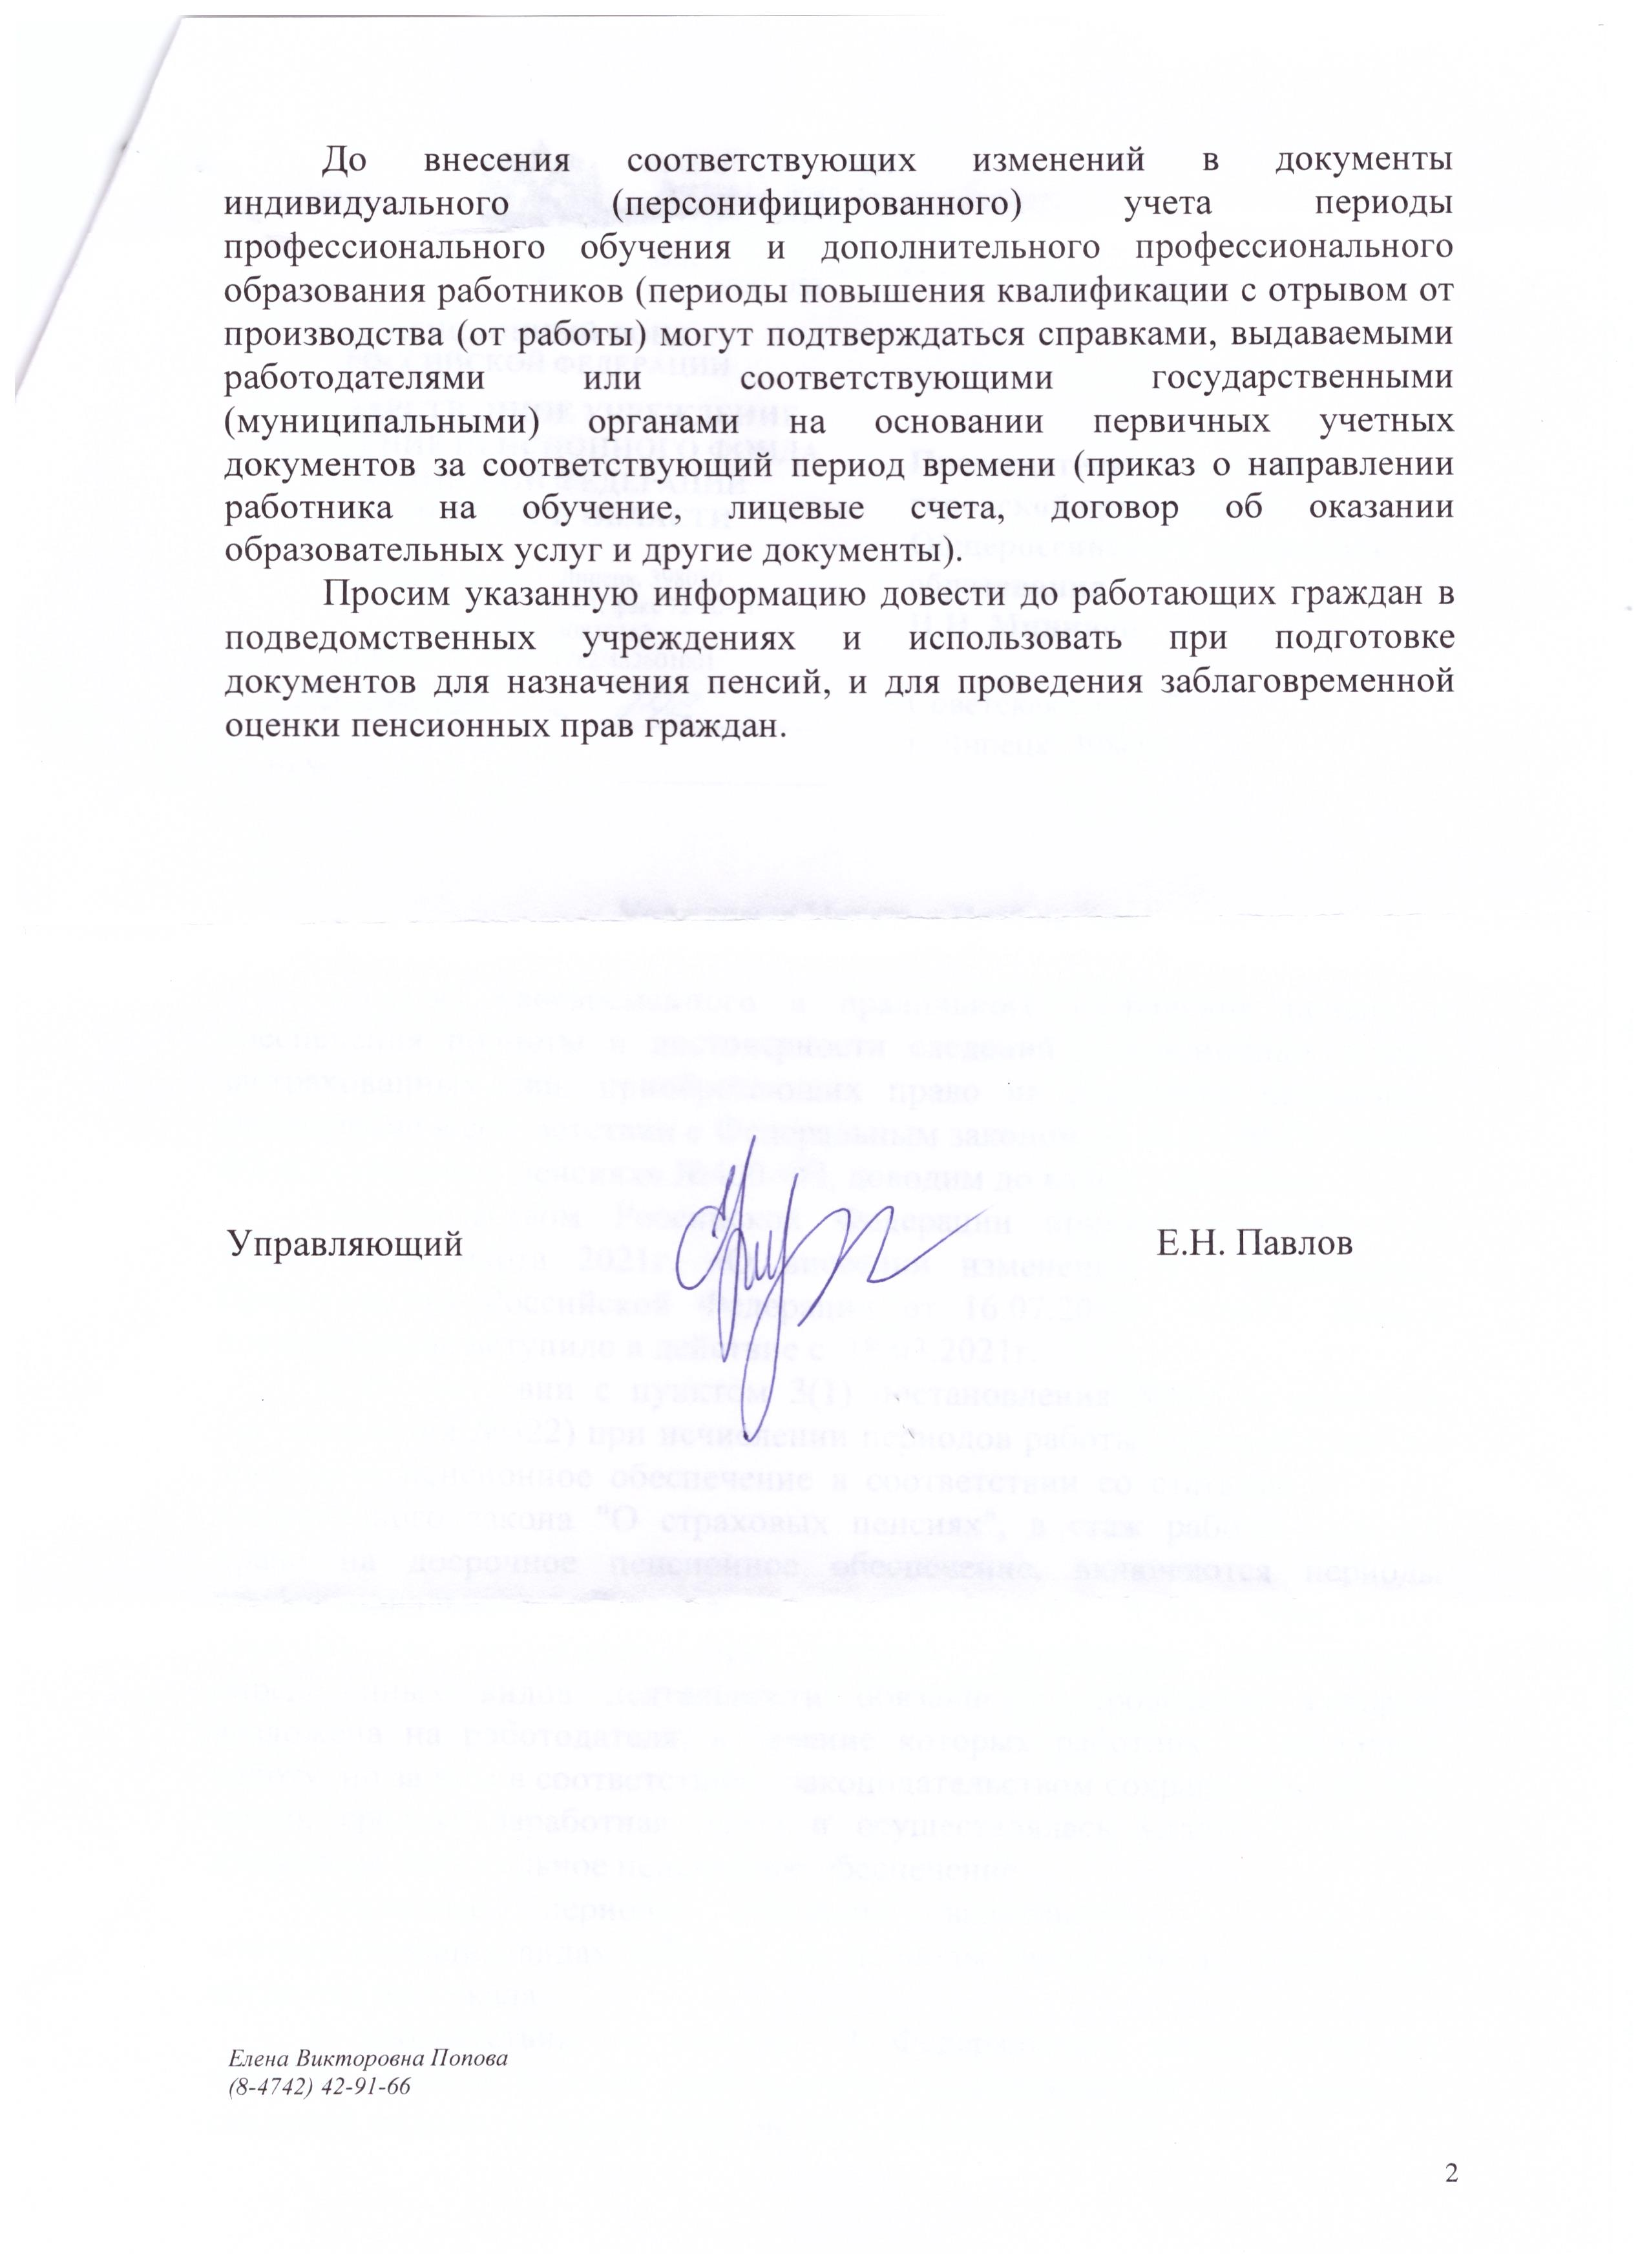 До внесения соответствующих изменений в документы
индивидуального (персонифицированного) учета периоды
профессионального обучения и дополнительного профессионального
образования работников (периоды повышения квалификации с отрывом от
производства (от работы) могут подтверждаться справками, выдаваемыми
работодателями или соответствующими государственными
(муниципальными) органами на основании первичных учетных
документов за соответствующий период времени (приказ о направлении
работника на обучение, лицевые счета, договор об оказании
образовательных услуг и другие документы).
Просим указанную информацию довести до работающих граждан в
подведомственных учреждениях и использовать при подготовке
документов для назначения пенсий, и для проведения заблаговременной
оценки пенсионных прав граждан.
Управляющий Е.Н. Павлов
Елена Викторовна Попова
(8-4742) 42-91-66
2